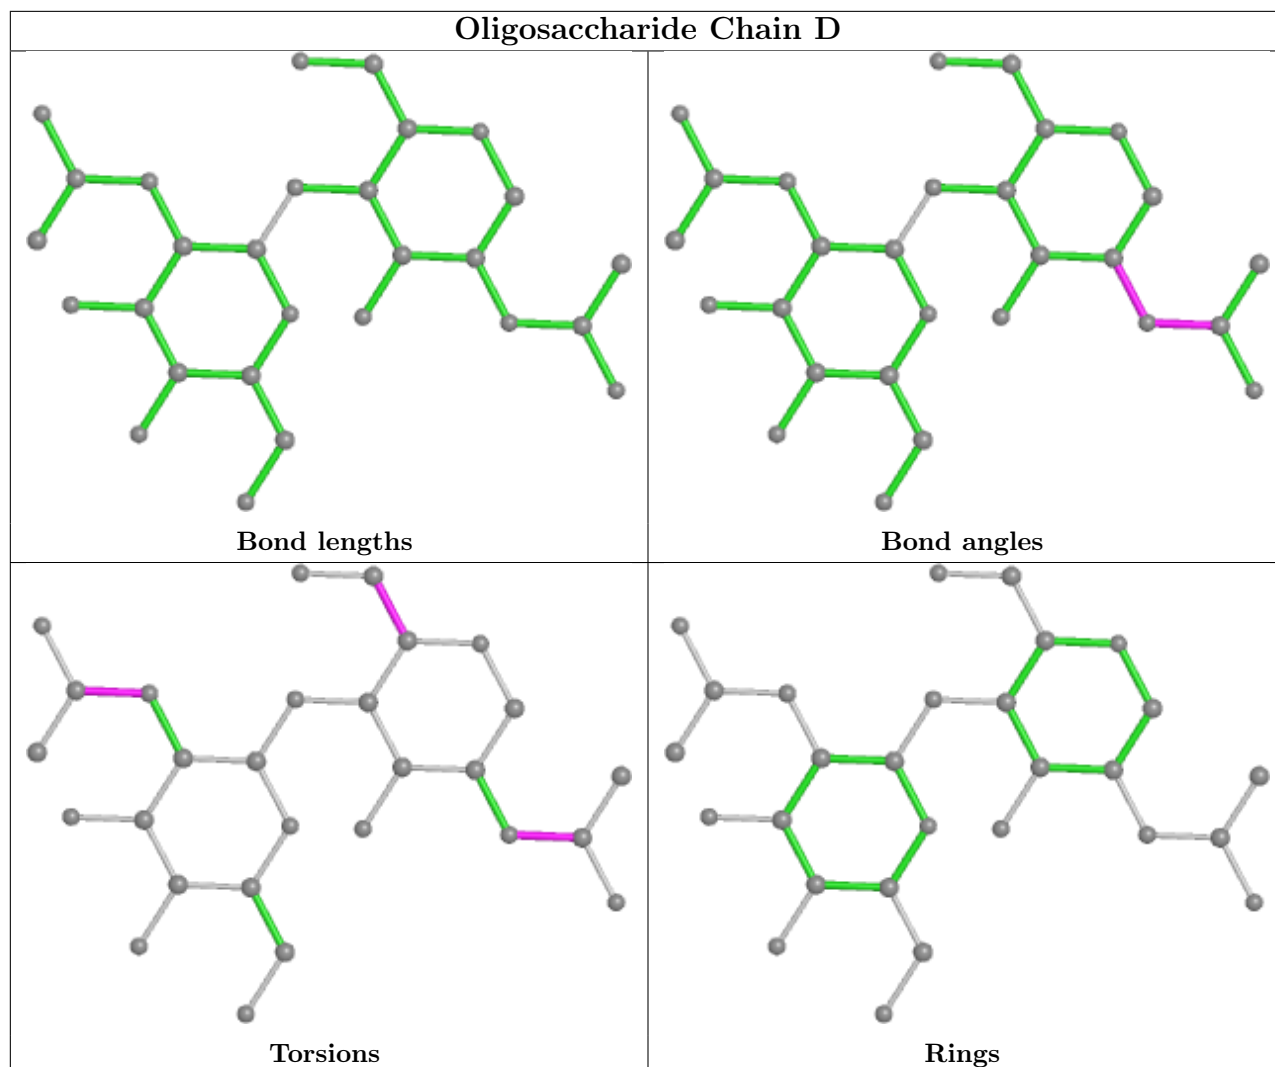 Oligosaccharide Chain D
Bond lengths
Bond angles
Torsions
Rings